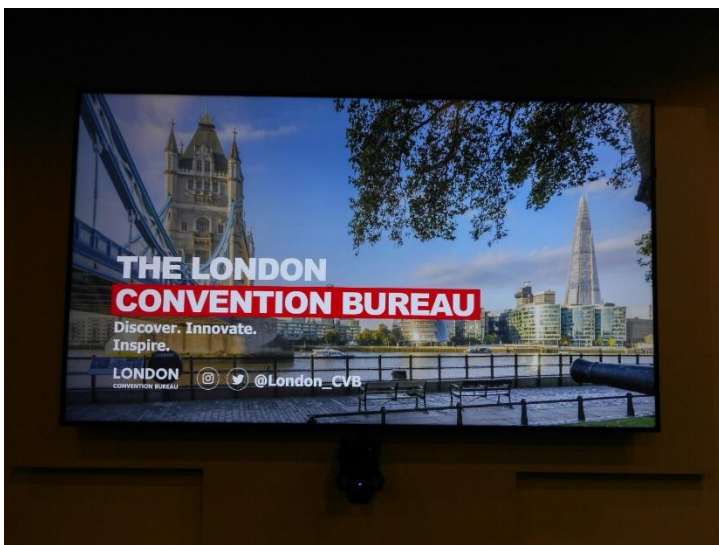 THE LONDON
CONVENTION BUREAU
Discover. Innovate.
Inspire.
LONDON
CONVENTION BUREAU
@London_CVB